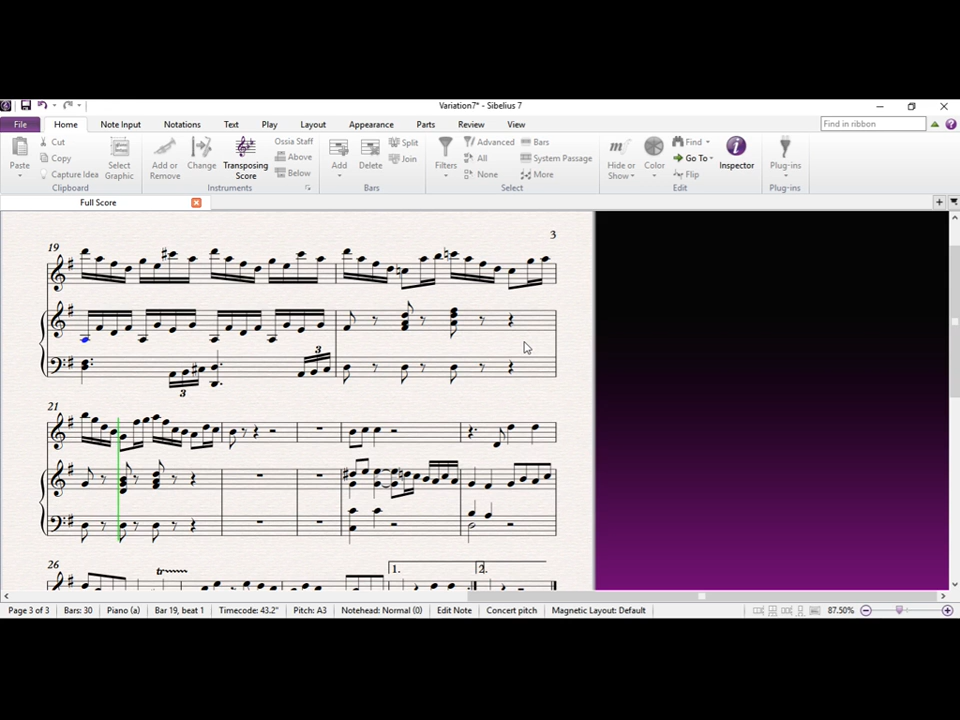 Variation7* - Sibelius 7
File Home Note Input Notations Text Play Layout Appearance Parts Review View Find in ribbon
Paste Cut Copy Capture Idea Select Graphic Clipboard
Add or Remove Change Transposing Score Ossia Staff Above Below Instruments
Add Delete Split Join Bars
Filters Advanced All None Bars System Passage More Select
Hide or Show Color Find Go To Flip Inspector Edit
Plug-ins Plug-ins
Full Score
3
19
3 3
21
26 tr 1. 2.
Page 3 of 3 Bars: 30 Piano (a) Bar 19, beat 1 Timecode: 43.2" Pitch: A3 Notehead: Normal (0) Edit Note Concert pitch Magnetic Layout: Default 87.50%